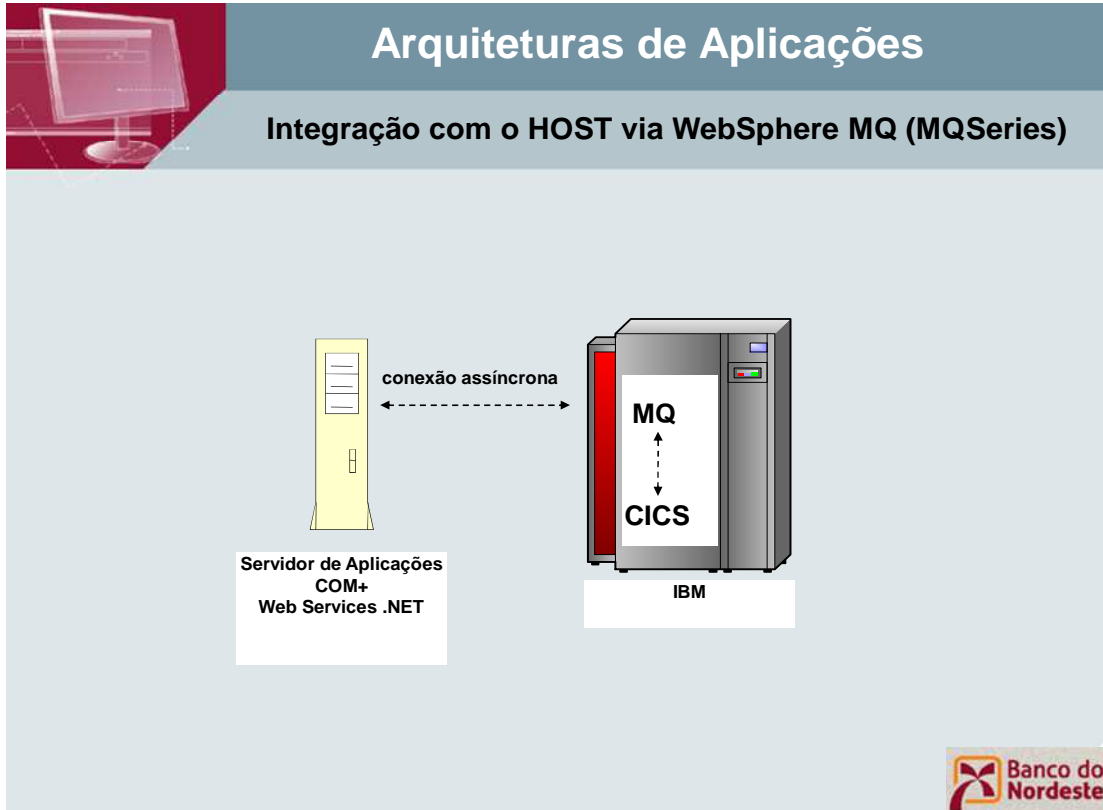 Arquiteturas de Aplicações
Integração com o HOST via WebSphere MQ (MQSeries)
conexão assíncrona
MQ
CICS
Servidor de Aplicações
COM+
Web Services .NET
IBM
Banco do
Nordeste